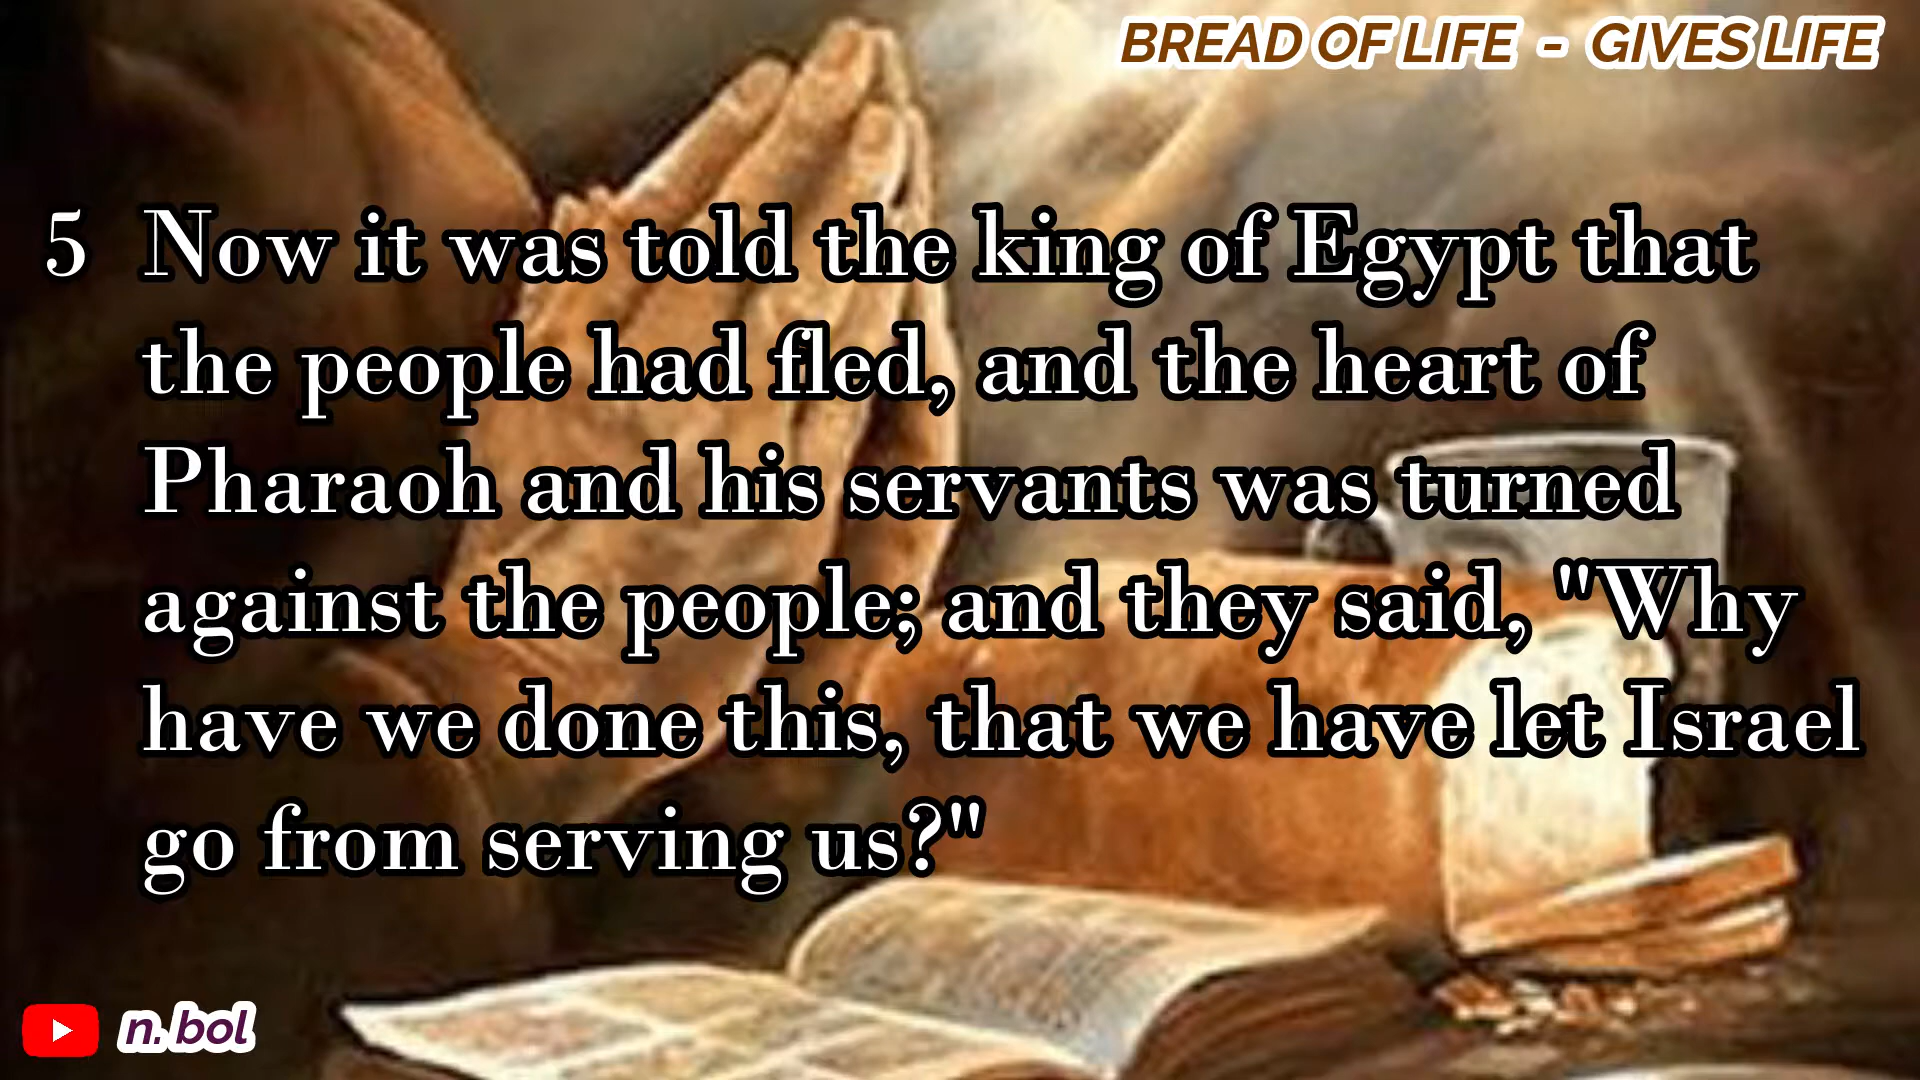 BREAD OF LIFE - GIVES LIFE
5 Now it was told the king of Egypt that
the people had fled, and the heart of
Pharaoh and his servants was turned
against the people; and they said, "Why
have we done this, that we have let Israel
go from serving us?"
n. bol